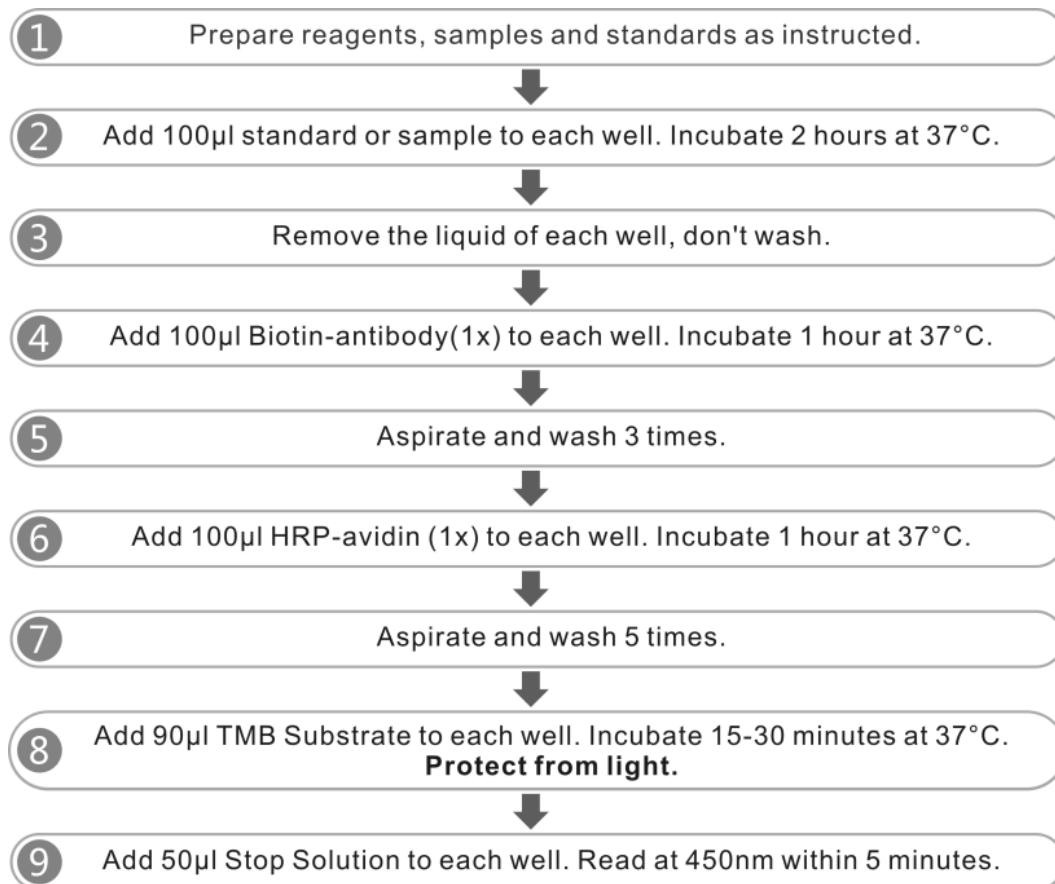 1 Prepare reagents, samples and standards as instructed.
2 Add 100μl standard or sample to each well. Incubate 2 hours at 37°C.
3 Remove the liquid of each well, don't wash.
4 Add 100μl Biotin-antibody(1x) to each well. Incubate 1 hour at 37°C.
5 Aspirate and wash 3 times.
6 Add 100μl HRP-avidin (1x) to each well. Incubate 1 hour at 37°C.
7 Aspirate and wash 5 times.
8 Add 90μl TMB Substrate to each well. Incubate 15-30 minutes at 37°C.
Protect from light.
9 Add 50μl Stop Solution to each well. Read at 450nm within 5 minutes.